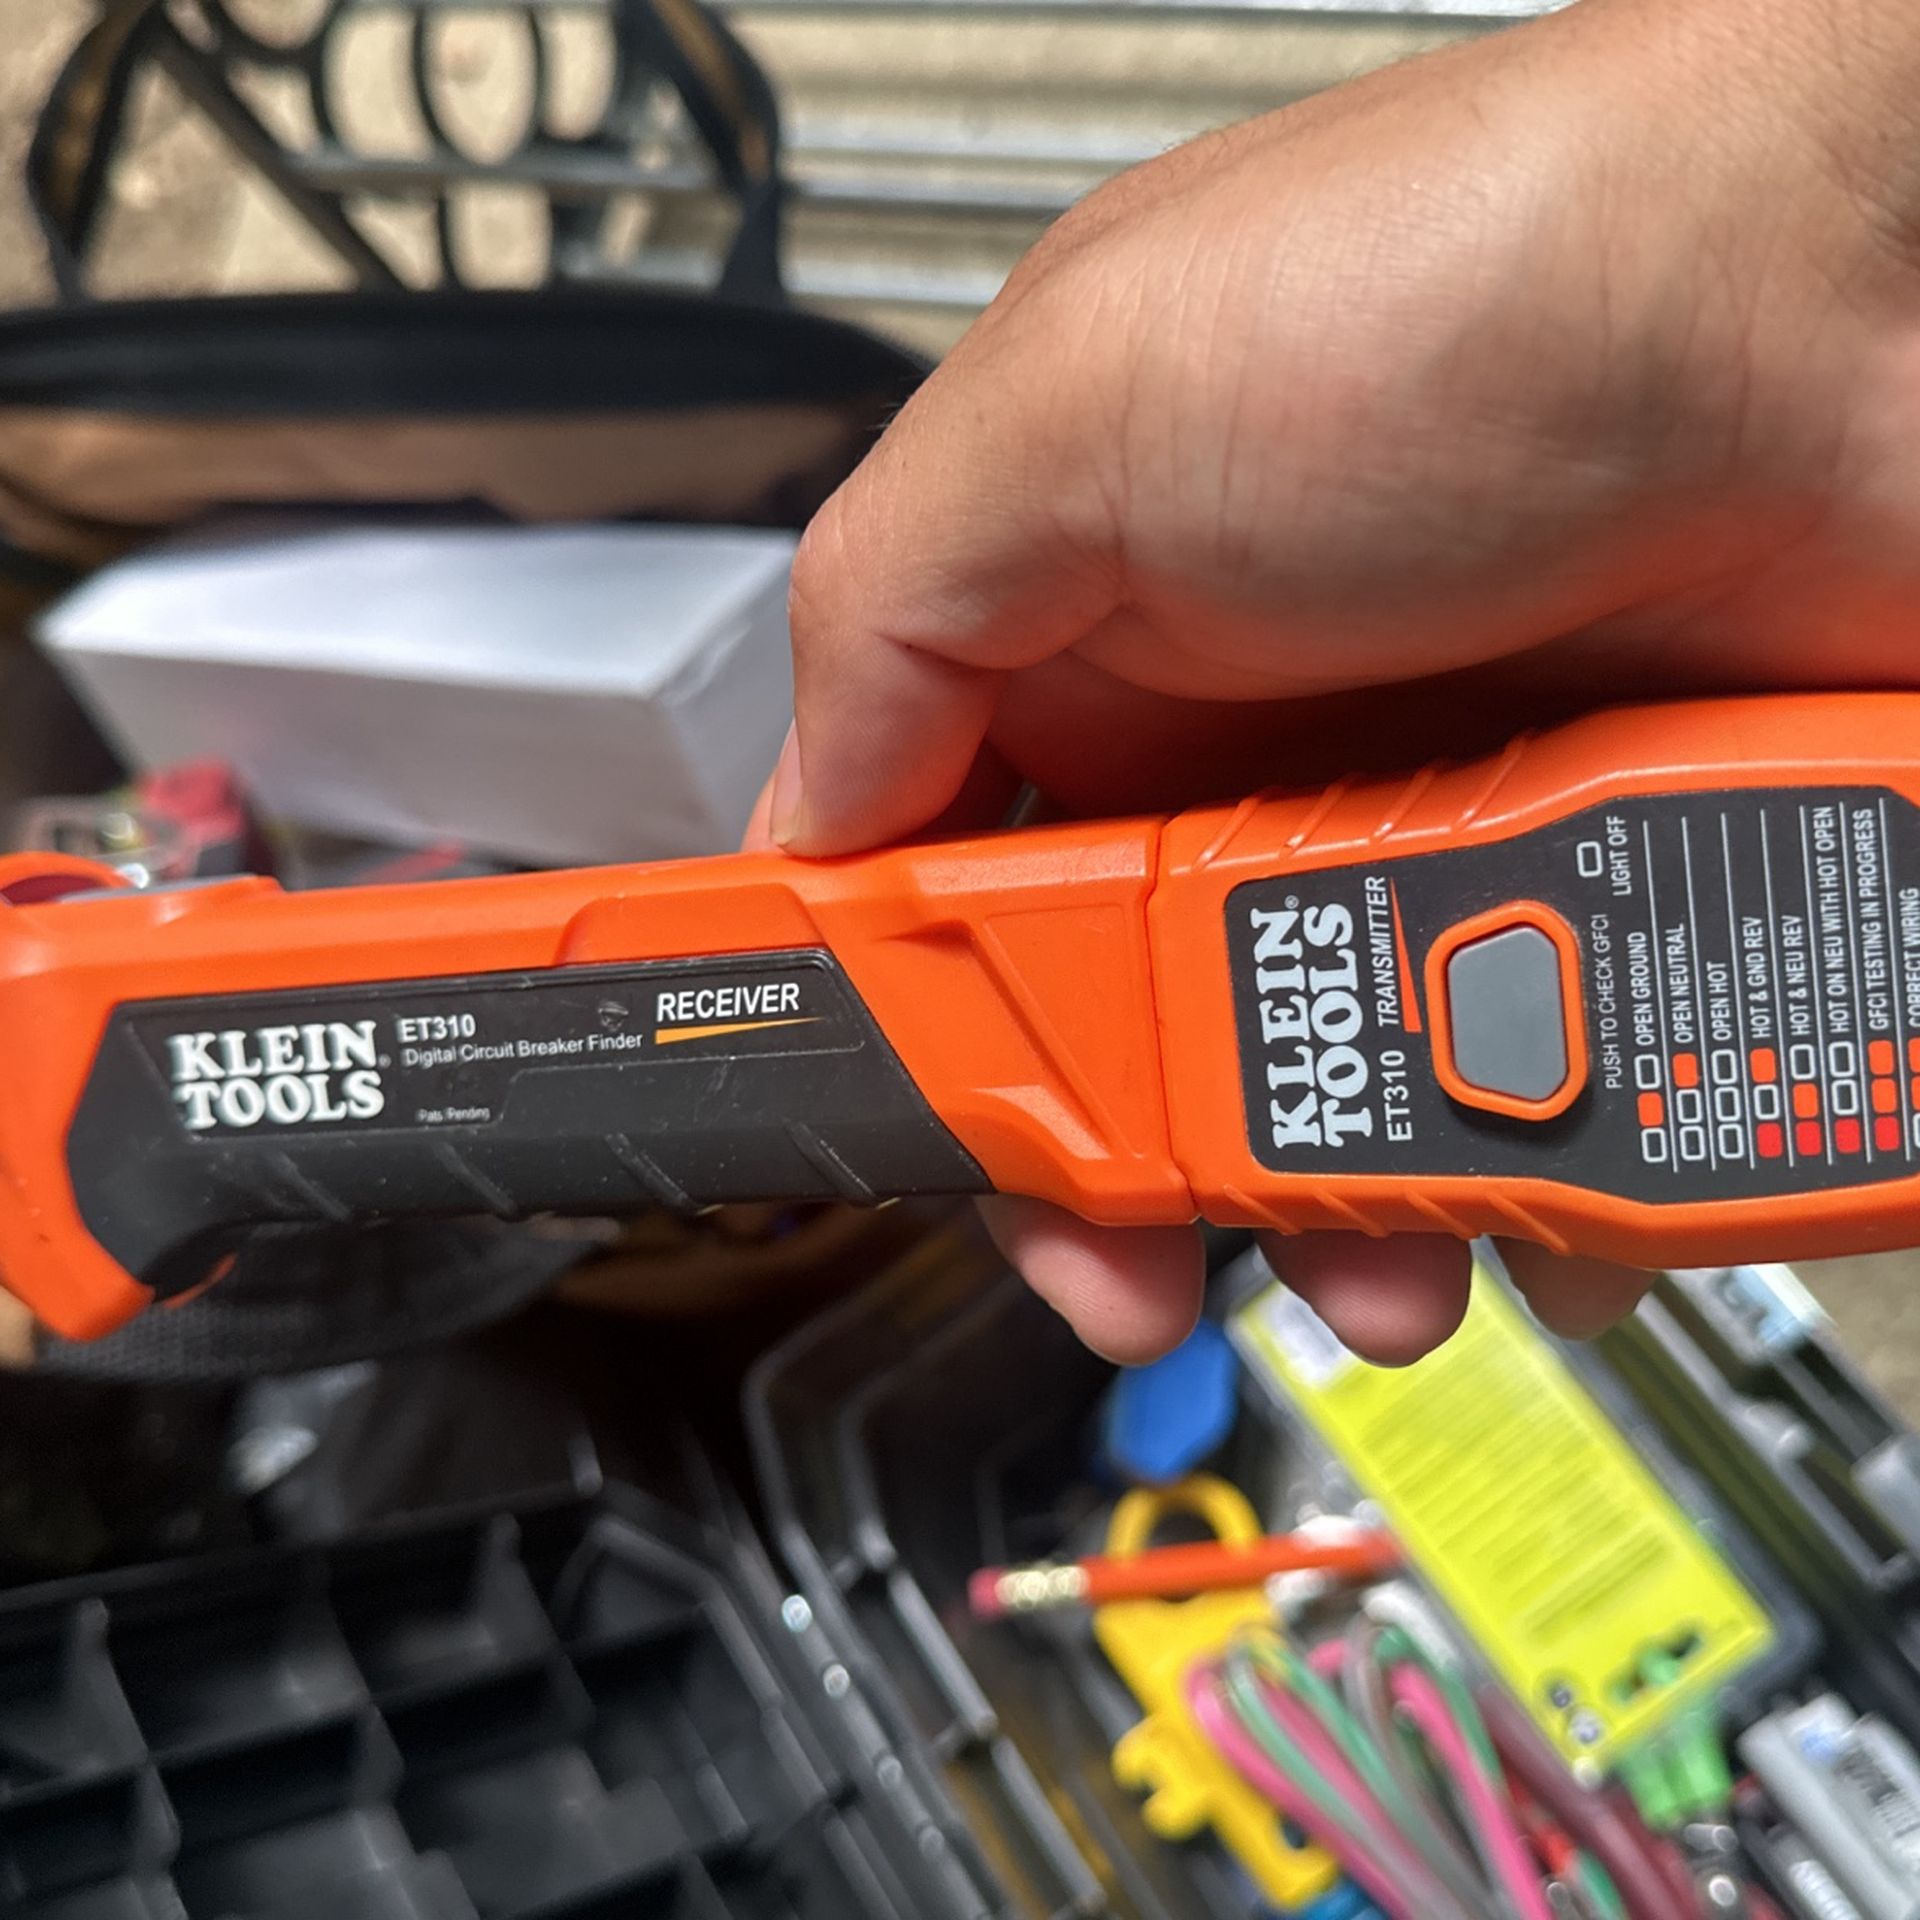 KLEIN
TOOLS®
ET310
Digital Circuit Breaker Finder
Pats Pending
RECEIVER
KLEIN®
TOOLS
ET310 TRANSMITTER
PUSH TO CHECK GFCI
LIGHT OFF
OPEN GROUND
OPEN NEUTRAL
OPEN HOT
HOT & GND REV
HOT & NEU REV
HOT ON NEU WITH HOT OPEN
GFCI TESTING IN PROGRESS
CORRECT WIRING